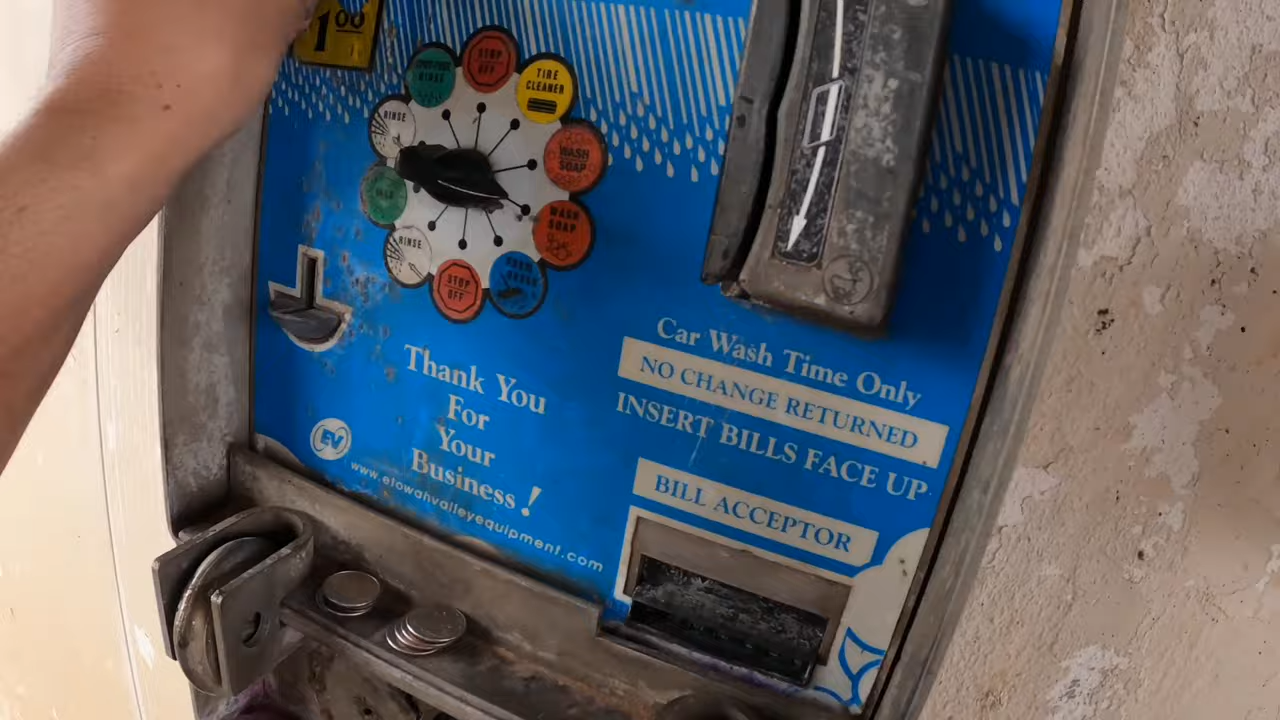 1.00
STOP
OFF
TIRE
CLEANER
RINSE
RINSE
WASH
SOAP
WASH
SOAP
RINSE
STOP
OFF
Car Wash Time Only
NO CHANGE RETURNED
INSERT BILLS FACE UP
BILL ACCEPTOR
Thank You
For
Your
Business!
EV
www.etowahvalleyequipment.com